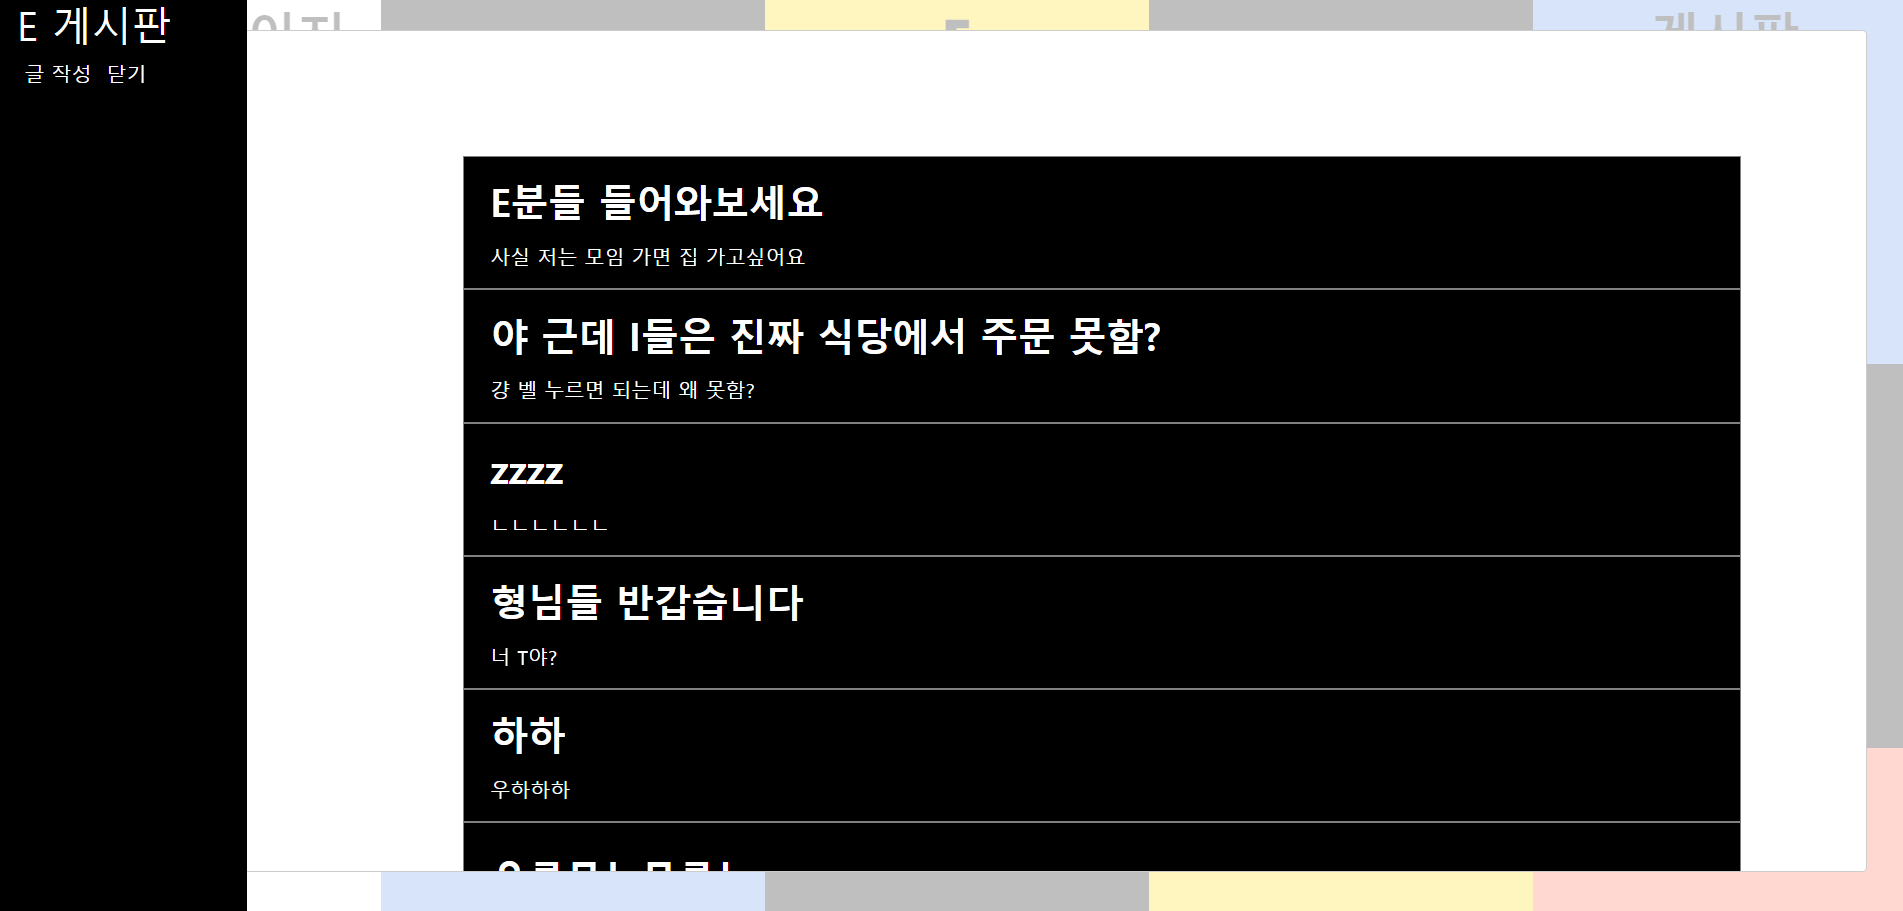 E 게시판
글 작성 닫기
E
게시판
E분들 들어와보세요
사실 저는 모임 가면 집 가고싶어요
야 근데 I들은 진짜 식당에서 주문 못함?
걍 벨 누르면 되는데 왜 못함?
zzzz
ㄴㄴㄴㄴㄴㄴ
형님들 반갑습니다
너 T야?
하하
우하하하